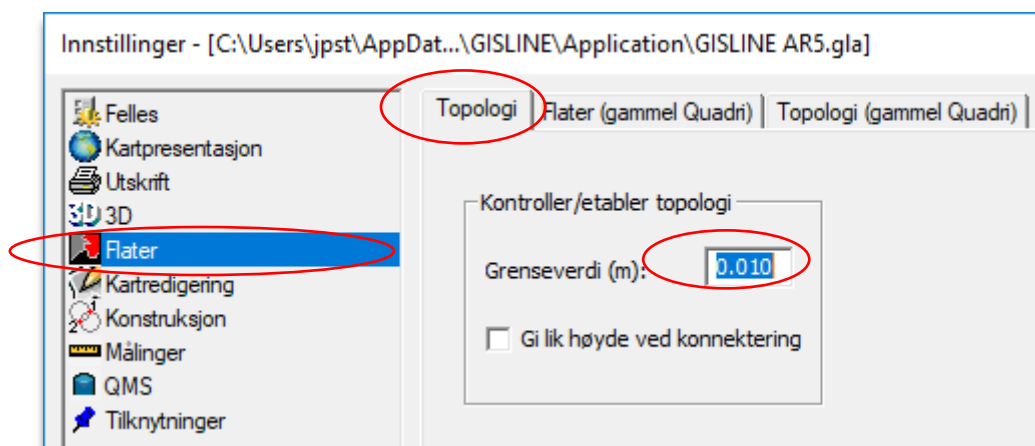 Innstillinger - [C:\Users\jpst\AppDat...\GISLINE\Application\GISLINE AR5.gla]
Felles
Kartpresentasjon
Utskrift
3D
Flater
Kartredigering
Konstruksjon
Målinger
QMS
Tilknytninger
Topologi
Flater (gammel Quadri)
Topologi (gammel Quadri)
Kontroller/etabler topologi
Grenseverdi (m): 0.010
Gi lik høyde ved konnektering